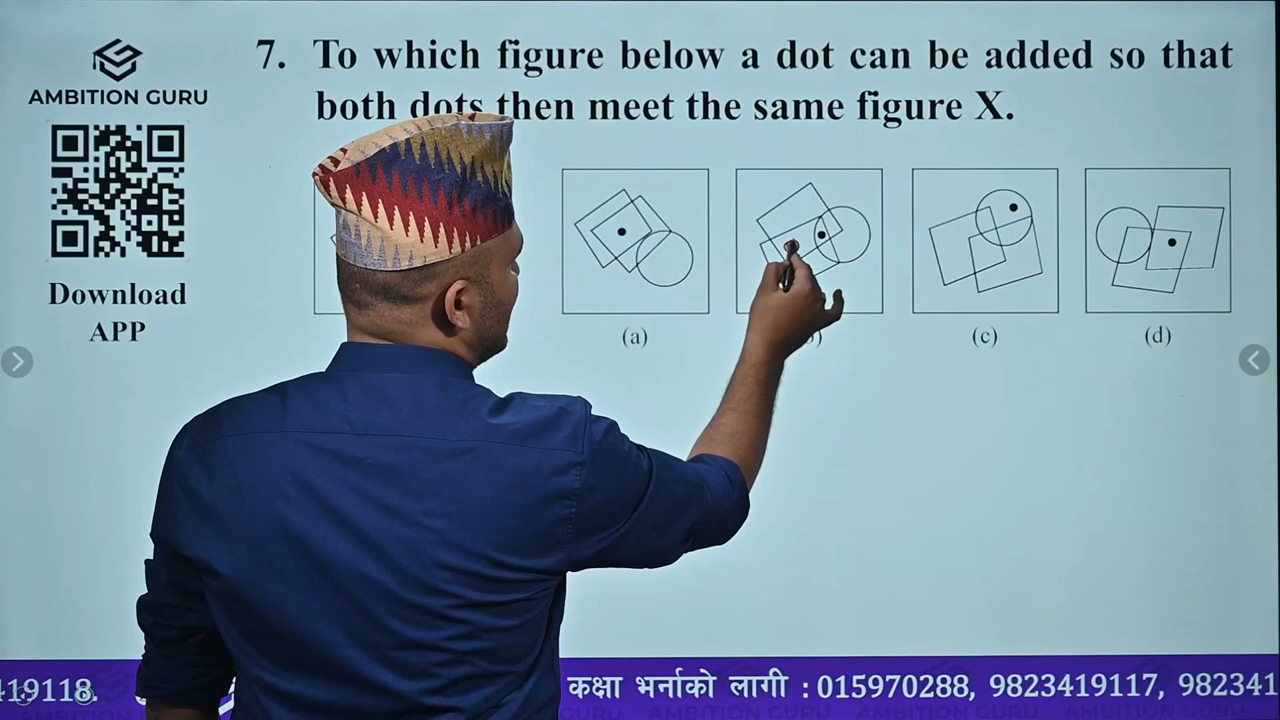 AMBITION GURU
Download
APP
7. To which figure below a dot can be added so that
both dots then meet the same figure X.
(a)
(c)
(d)
419118.
कक्षा भर्नाको लागी : 015970288, 9823419117, 982341